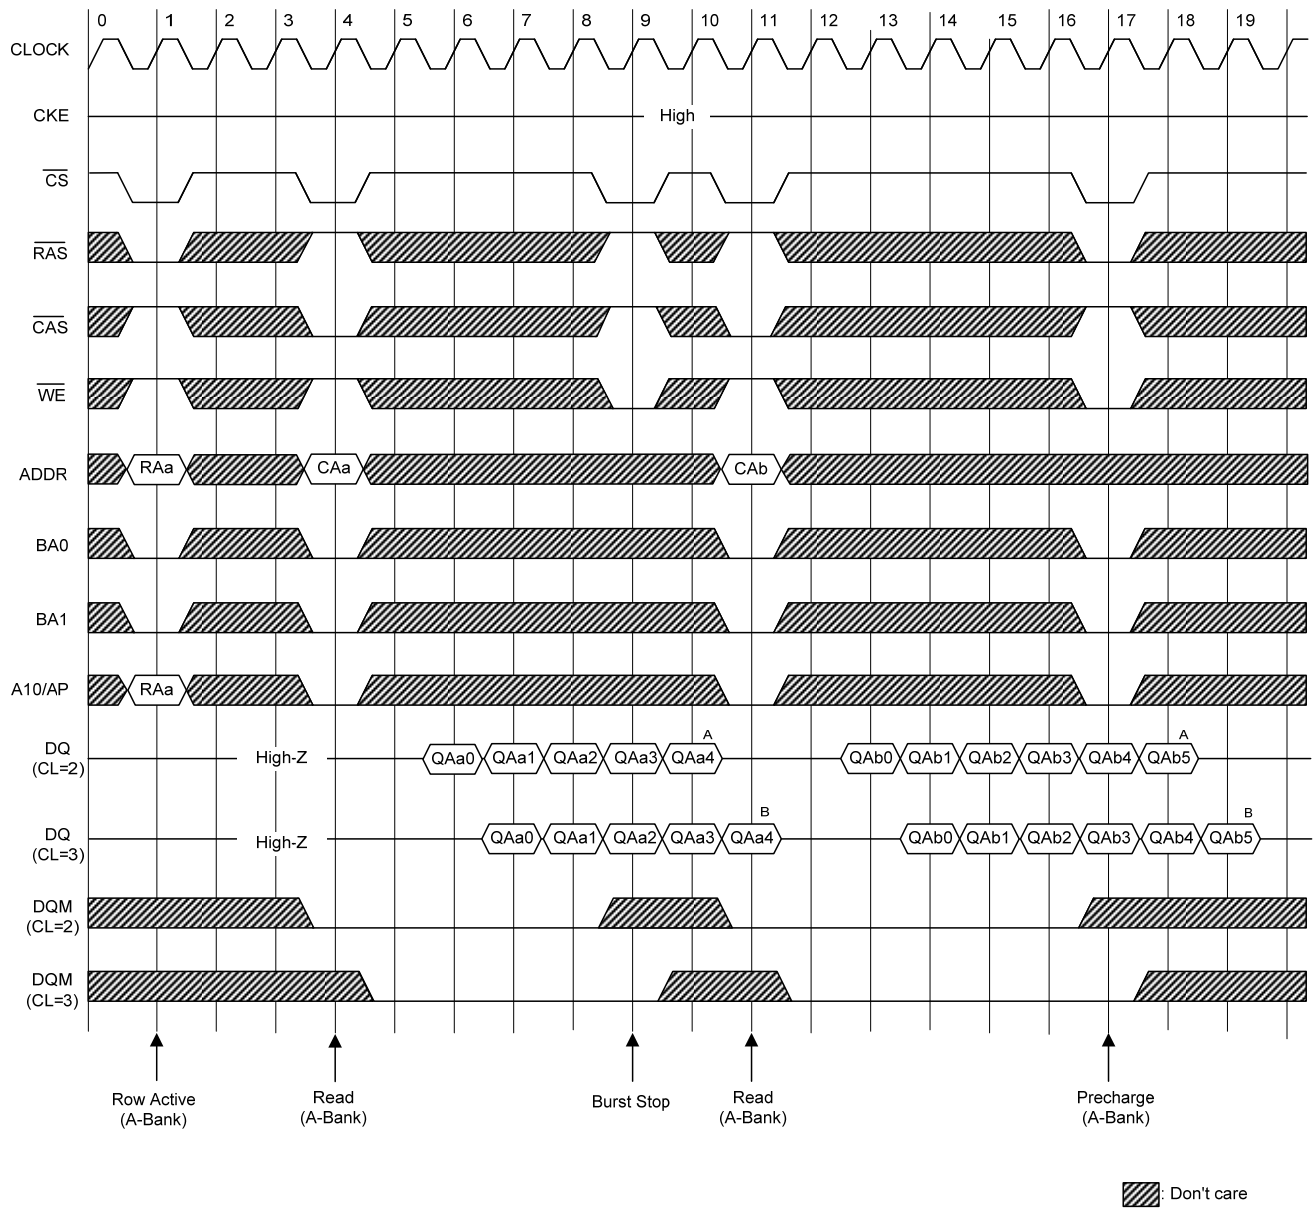 0 1 2 3 4 5 6 7 8 9 10 11 12 13 14 15 16 17 18 19
CLOCK
CKE High
CS
RAS
CAS
WE
ADDR RAa CAa CAb
BA0
BA1
A10/AP RAa
A A
DQ
(CL=2)
High-Z QAa0 QAa1 QAa2 QAa3 QAa4 QAb0 QAb1 QAb2 QAb3 QAb4 QAb5
B B
DQ
(CL=3)
High-Z QAa0 QAa1 QAa2 QAa3 QAa4 QAb0 QAb1 QAb2 QAb3 QAb4 QAb5
DQM
(CL=2)
DQM
(CL=3)
Row Active
(A-Bank)
Read
(A-Bank)
Burst Stop
Read
(A-Bank)
Precharge
(A-Bank)
: Don't care